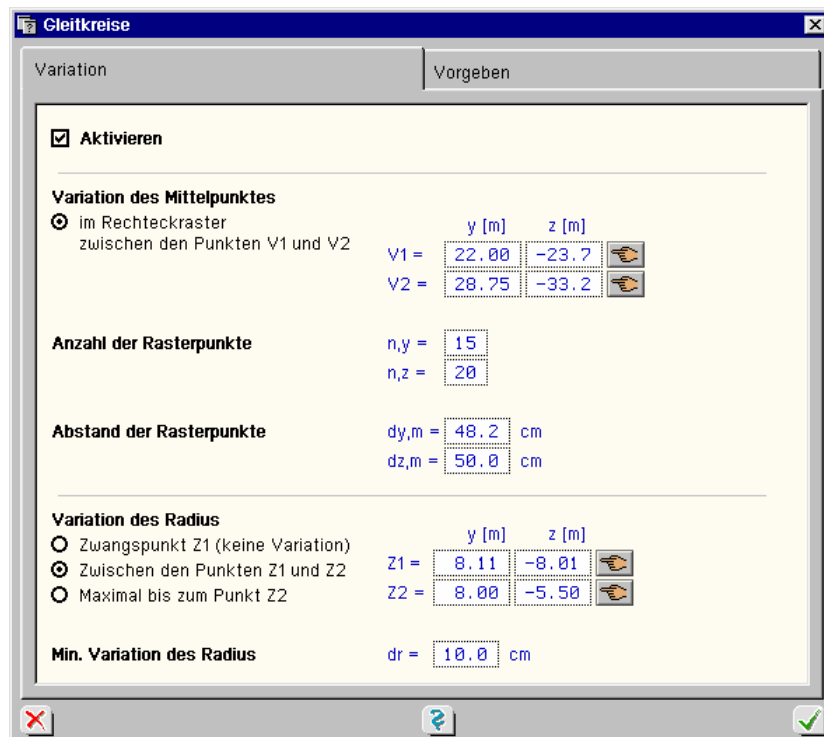 Gleitkreise
Variation Vorgeben
Aktivieren
Variation des Mittelpunktes
im Rechteckraster
zwischen den Punkten V1 und V2
y [m] z [m]
V1 = 22.00 -23.7
V2 = 28.75 -33.2
Anzahl der Rasterpunkte n,y = 15
n,z = 20
Abstand der Rasterpunkte dy,m = 48.2 cm
dz,m = 50.0 cm
Variation des Radius
y [m] z [m]
Zwangspunkt Z1 (keine Variation)
Zwischen den Punkten Z1 und Z2
Maximal bis zum Punkt Z2
Z1 = 8.11 -8.01
Z2 = 8.00 -5.50
Min. Variation des Radius dr = 10.0 cm